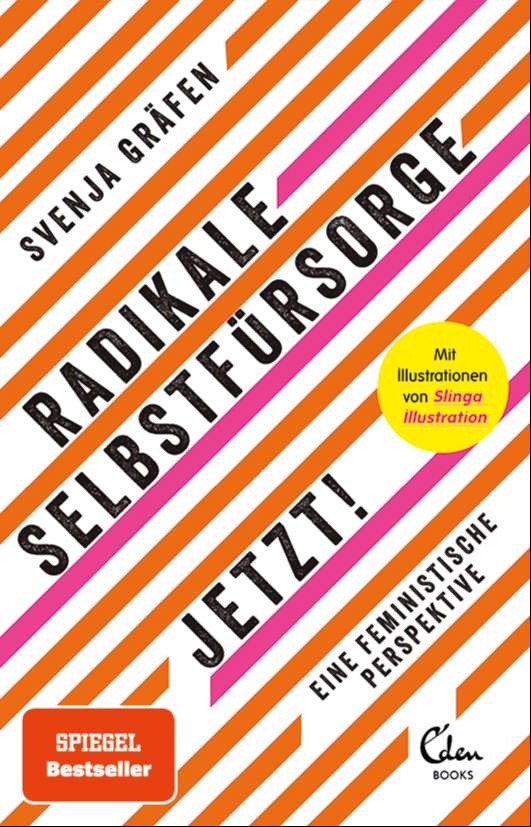 SVENJA GRÄFEN
RADIKALE
SELBSTFÜRSORGE
JETZT!
EINE FEMINISTISCHE
PERSPEKTIVE
Mit
illustrationen
von Slinga
illustration
SPIEGEL
Bestseller
Eden
BOOKS